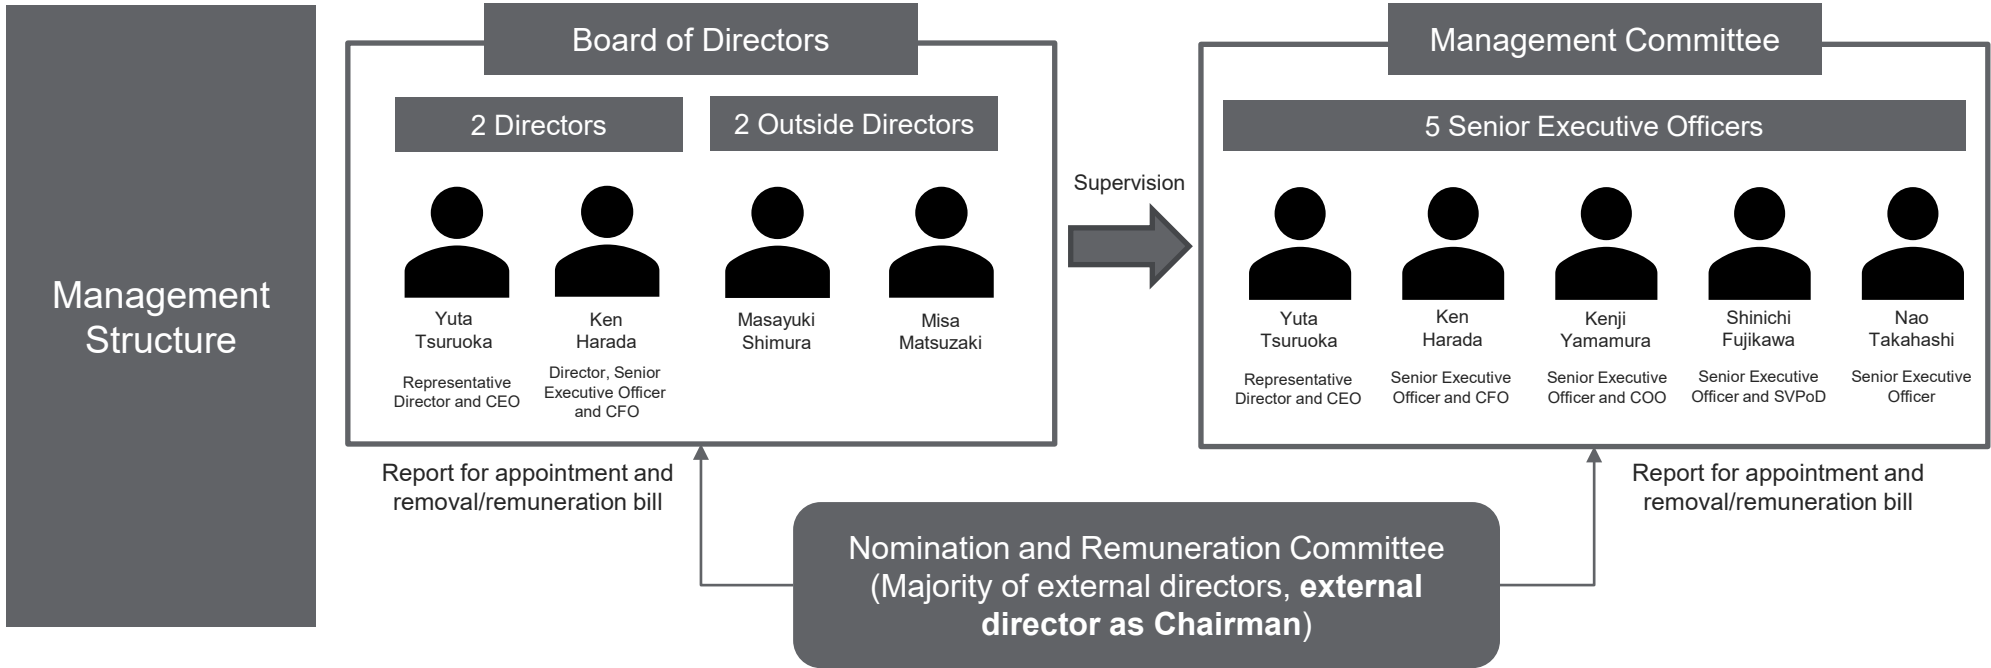 Management
Structure
Board of Directors
2 Directors
2 Outside Directors
Yuta
Tsuruoka
Representative
Director and CEO
Ken
Harada
Director, Senior
Executive Officer
and CFO
Masayuki
Shimura
Misa
Matsuzaki
Supervision
Management Committee
5 Senior Executive Officers
Yuta
Tsuruoka
Representative
Director and CEO
Ken
Harada
Senior Executive
Officer and CFO
Kenji
Yamamura
Senior Executive
Officer and COO
Shinichi
Fujikawa
Senior Executive
Officer and SVPoD
Nao
Takahashi
Senior Executive
Officer
Report for appointment and
removal/remuneration bill
Report for appointment and
removal/remuneration bill
Nomination and Remuneration Committee
(Majority of external directors, external
director as Chairman)